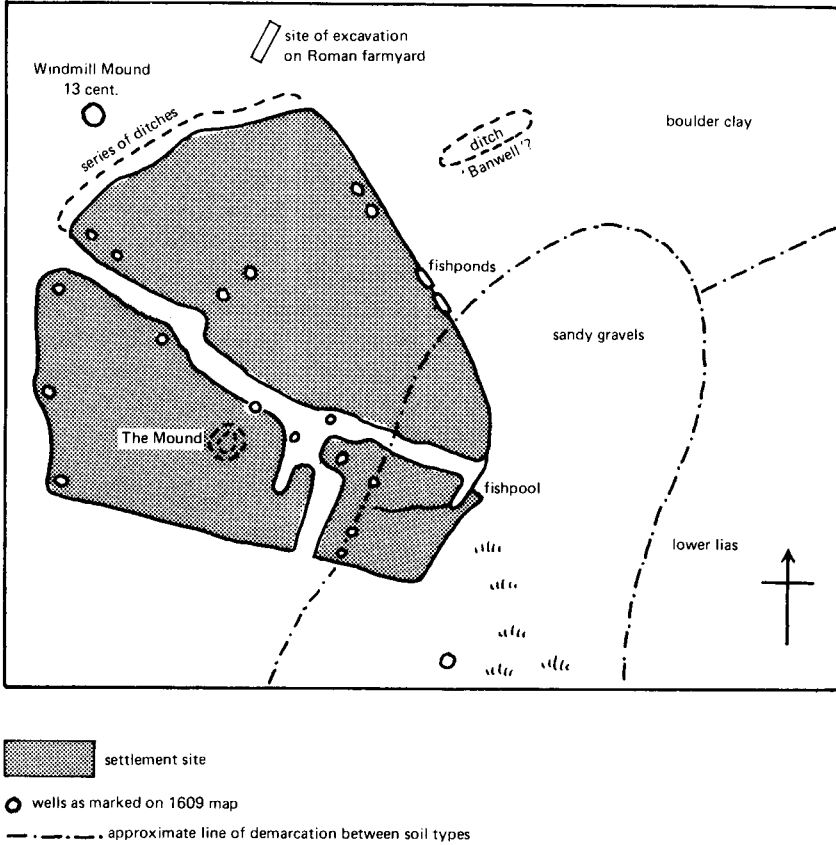 site of excavation
on Roman farmyard
Windmill Mound
13 cent.
series of ditches
ditch
'Banwell'?
boulder clay
fishponds
sandy gravels
The Mound
fishpool
lower lias
settlement site
wells as marked on 1609 map
approximate line of demarcation between soil types